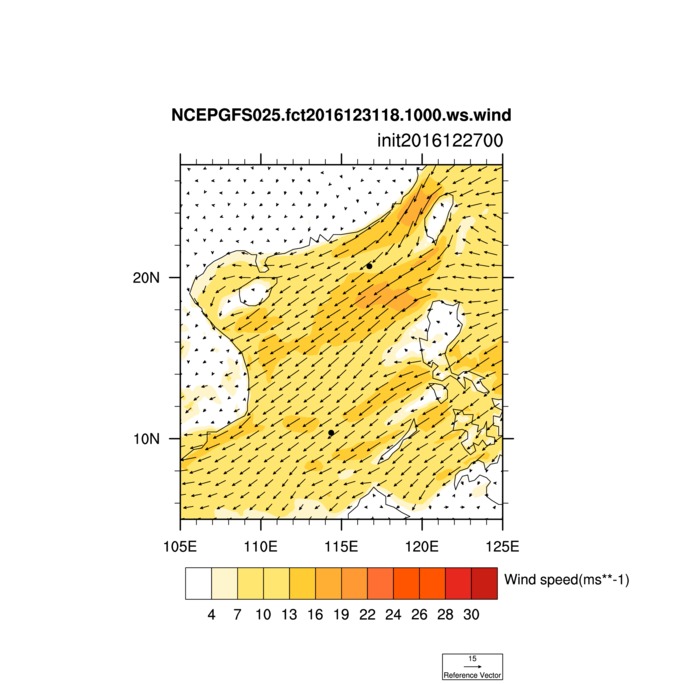 NCEPGFS025.fct2016123118.1000.ws.wind
init2016122700
20N
10N
105E 110E 115E 120E 125E
Wind speed(ms**-1)
4 7 10 13 16 19 22 24 26 28 30
15
Reference Vector